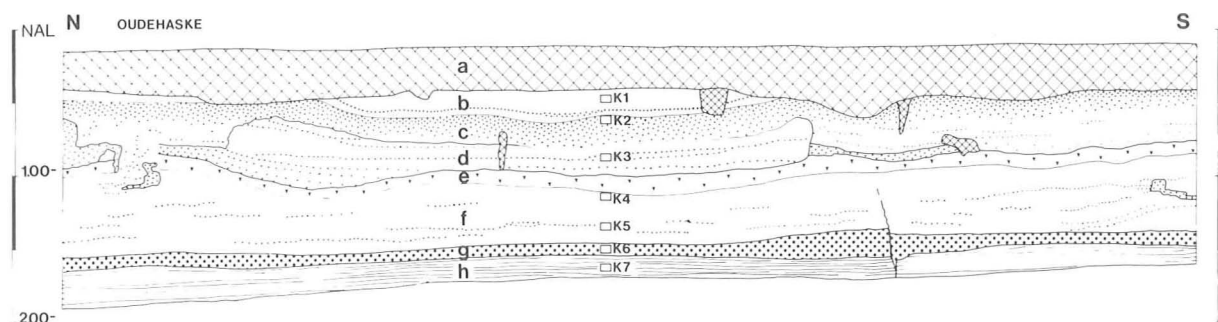 NAL N OUDEHASKE S
a
b K1
K2
c
d K3
100-
e
K4
f
K5
g K6
h K7
200-